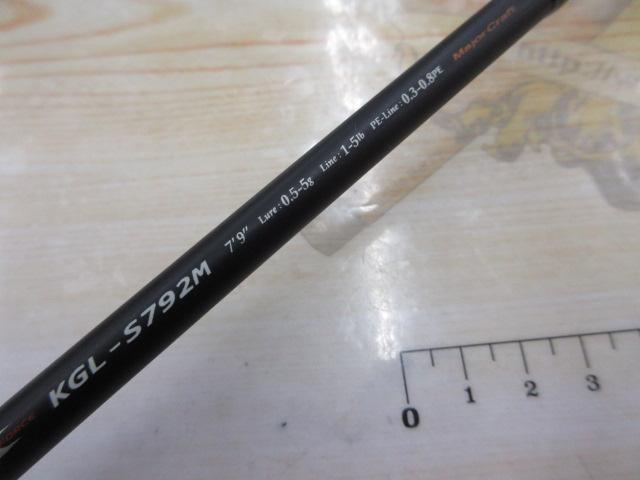 FORCE KGL-S792M 7'9" Lure : 0.5-5g Line : 1-5lb PE-Line : 0.3-0.8PE Major Craft
0 1 2 3